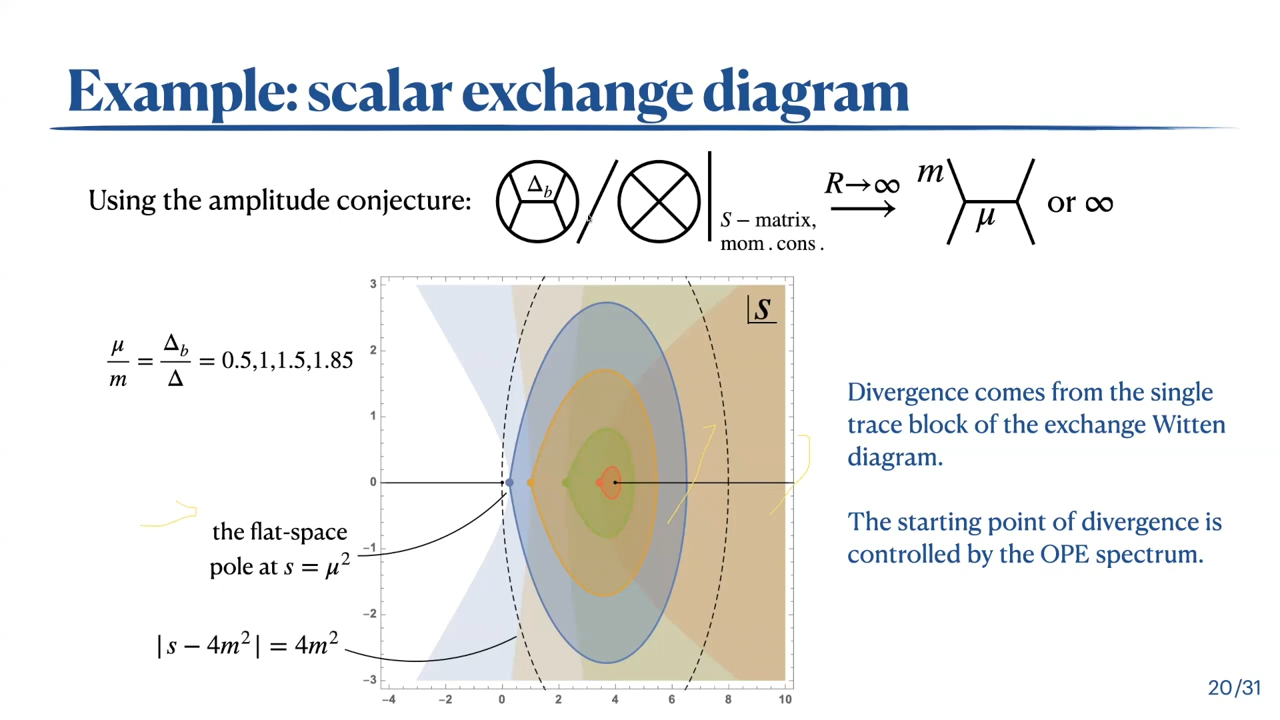 Example: scalar exchange diagram
Using the amplitude conjecture:
Δ_b
S − matrix,
mom . cons .
R→∞
m
μ
or ∞
μ/m = Δ_b/Δ = 0.5,1,1.5,1.85
the flat-space
pole at s = μ²
|s − 4m²| = 4m²
3
2
1
0
−1
−2
−3
−4 −2 0 2 4 6 8 10
s
Divergence comes from the single
trace block of the exchange Witten
diagram.
The starting point of divergence is
controlled by the OPE spectrum.
20/31